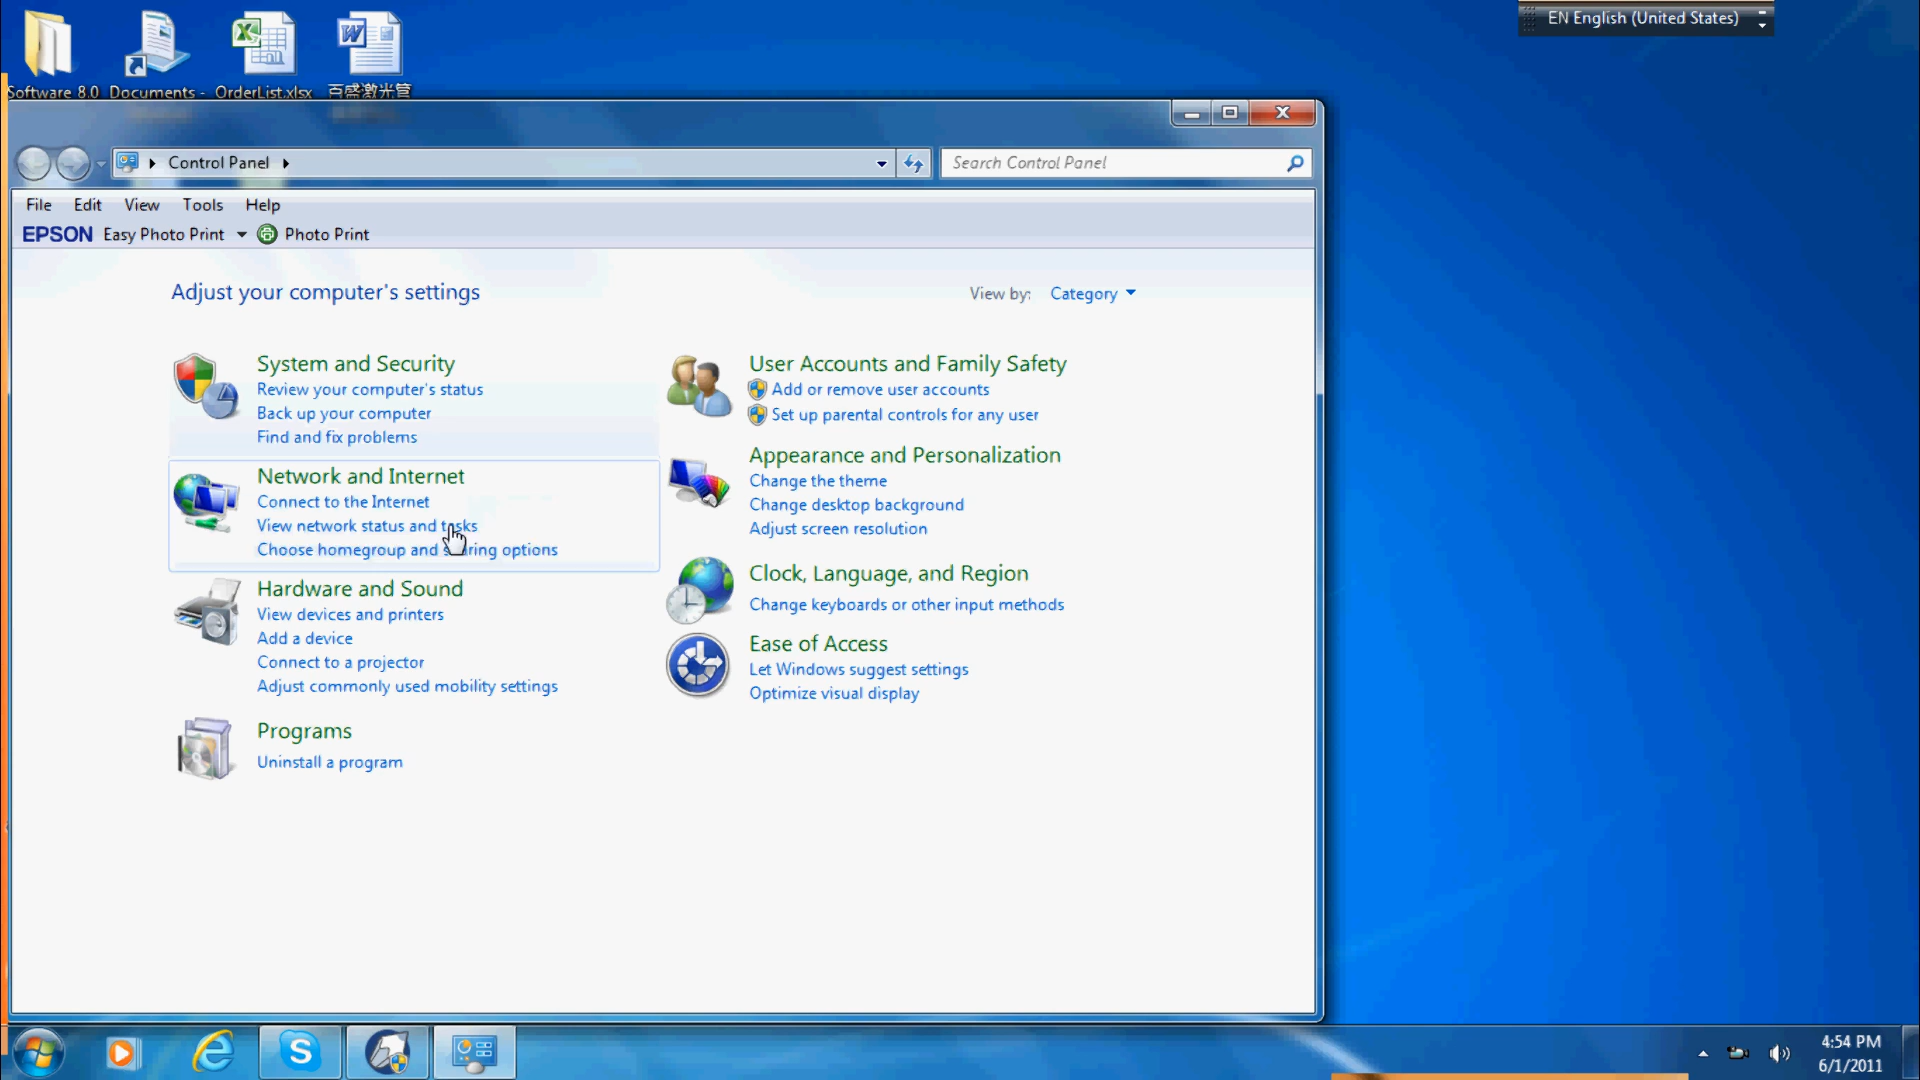 EN English (United States)
Software 8.0
Documents -
OrderList.xlsx
百盛激光管
Control Panel
Search Control Panel
File Edit View Tools Help
EPSON Easy Photo Print Photo Print
Adjust your computer's settings
View by: Category
System and Security
Review your computer's status
Back up your computer
Find and fix problems
Network and Internet
Connect to the Internet
View network status and tasks
Choose homegroup and sharing options
Hardware and Sound
View devices and printers
Add a device
Connect to a projector
Adjust commonly used mobility settings
Programs
Uninstall a program
User Accounts and Family Safety
Add or remove user accounts
Set up parental controls for any user
Appearance and Personalization
Change the theme
Change desktop background
Adjust screen resolution
Clock, Language, and Region
Change keyboards or other input methods
Ease of Access
Let Windows suggest settings
Optimize visual display
4:54 PM
6/1/2011